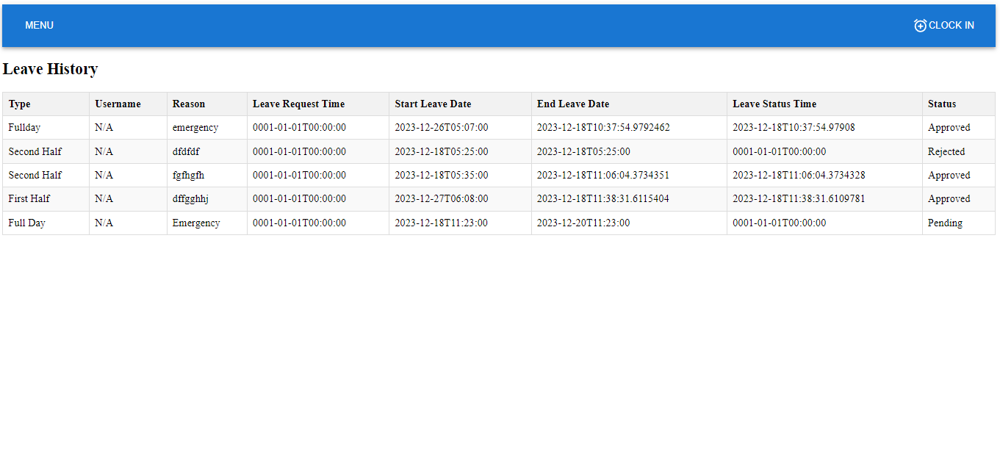 MENU CLOCK IN
Leave History
Type Username Reason Leave Request Time Start Leave Date End Leave Date Leave Status Time Status
Fullday N/A emergency 0001-01-01T00:00:00 2023-12-26T05:07:00 2023-12-18T10:37:54.9792462 2023-12-18T10:37:54.97908 Approved
Second Half N/A dfdfdf 0001-01-01T00:00:00 2023-12-18T05:25:00 2023-12-18T05:25:00 0001-01-01T00:00:00 Rejected
Second Half N/A fgfhgfh 0001-01-01T00:00:00 2023-12-18T05:35:00 2023-12-18T11:06:04.3734351 2023-12-18T11:06:04.3734328 Approved
First Half N/A dffgghhj 0001-01-01T00:00:00 2023-12-27T06:08:00 2023-12-18T11:38:31.6115404 2023-12-18T11:38:31.6109781 Approved
Full Day N/A Emergency 0001-01-01T00:00:00 2023-12-18T11:23:00 2023-12-20T11:23:00 0001-01-01T00:00:00 Pending